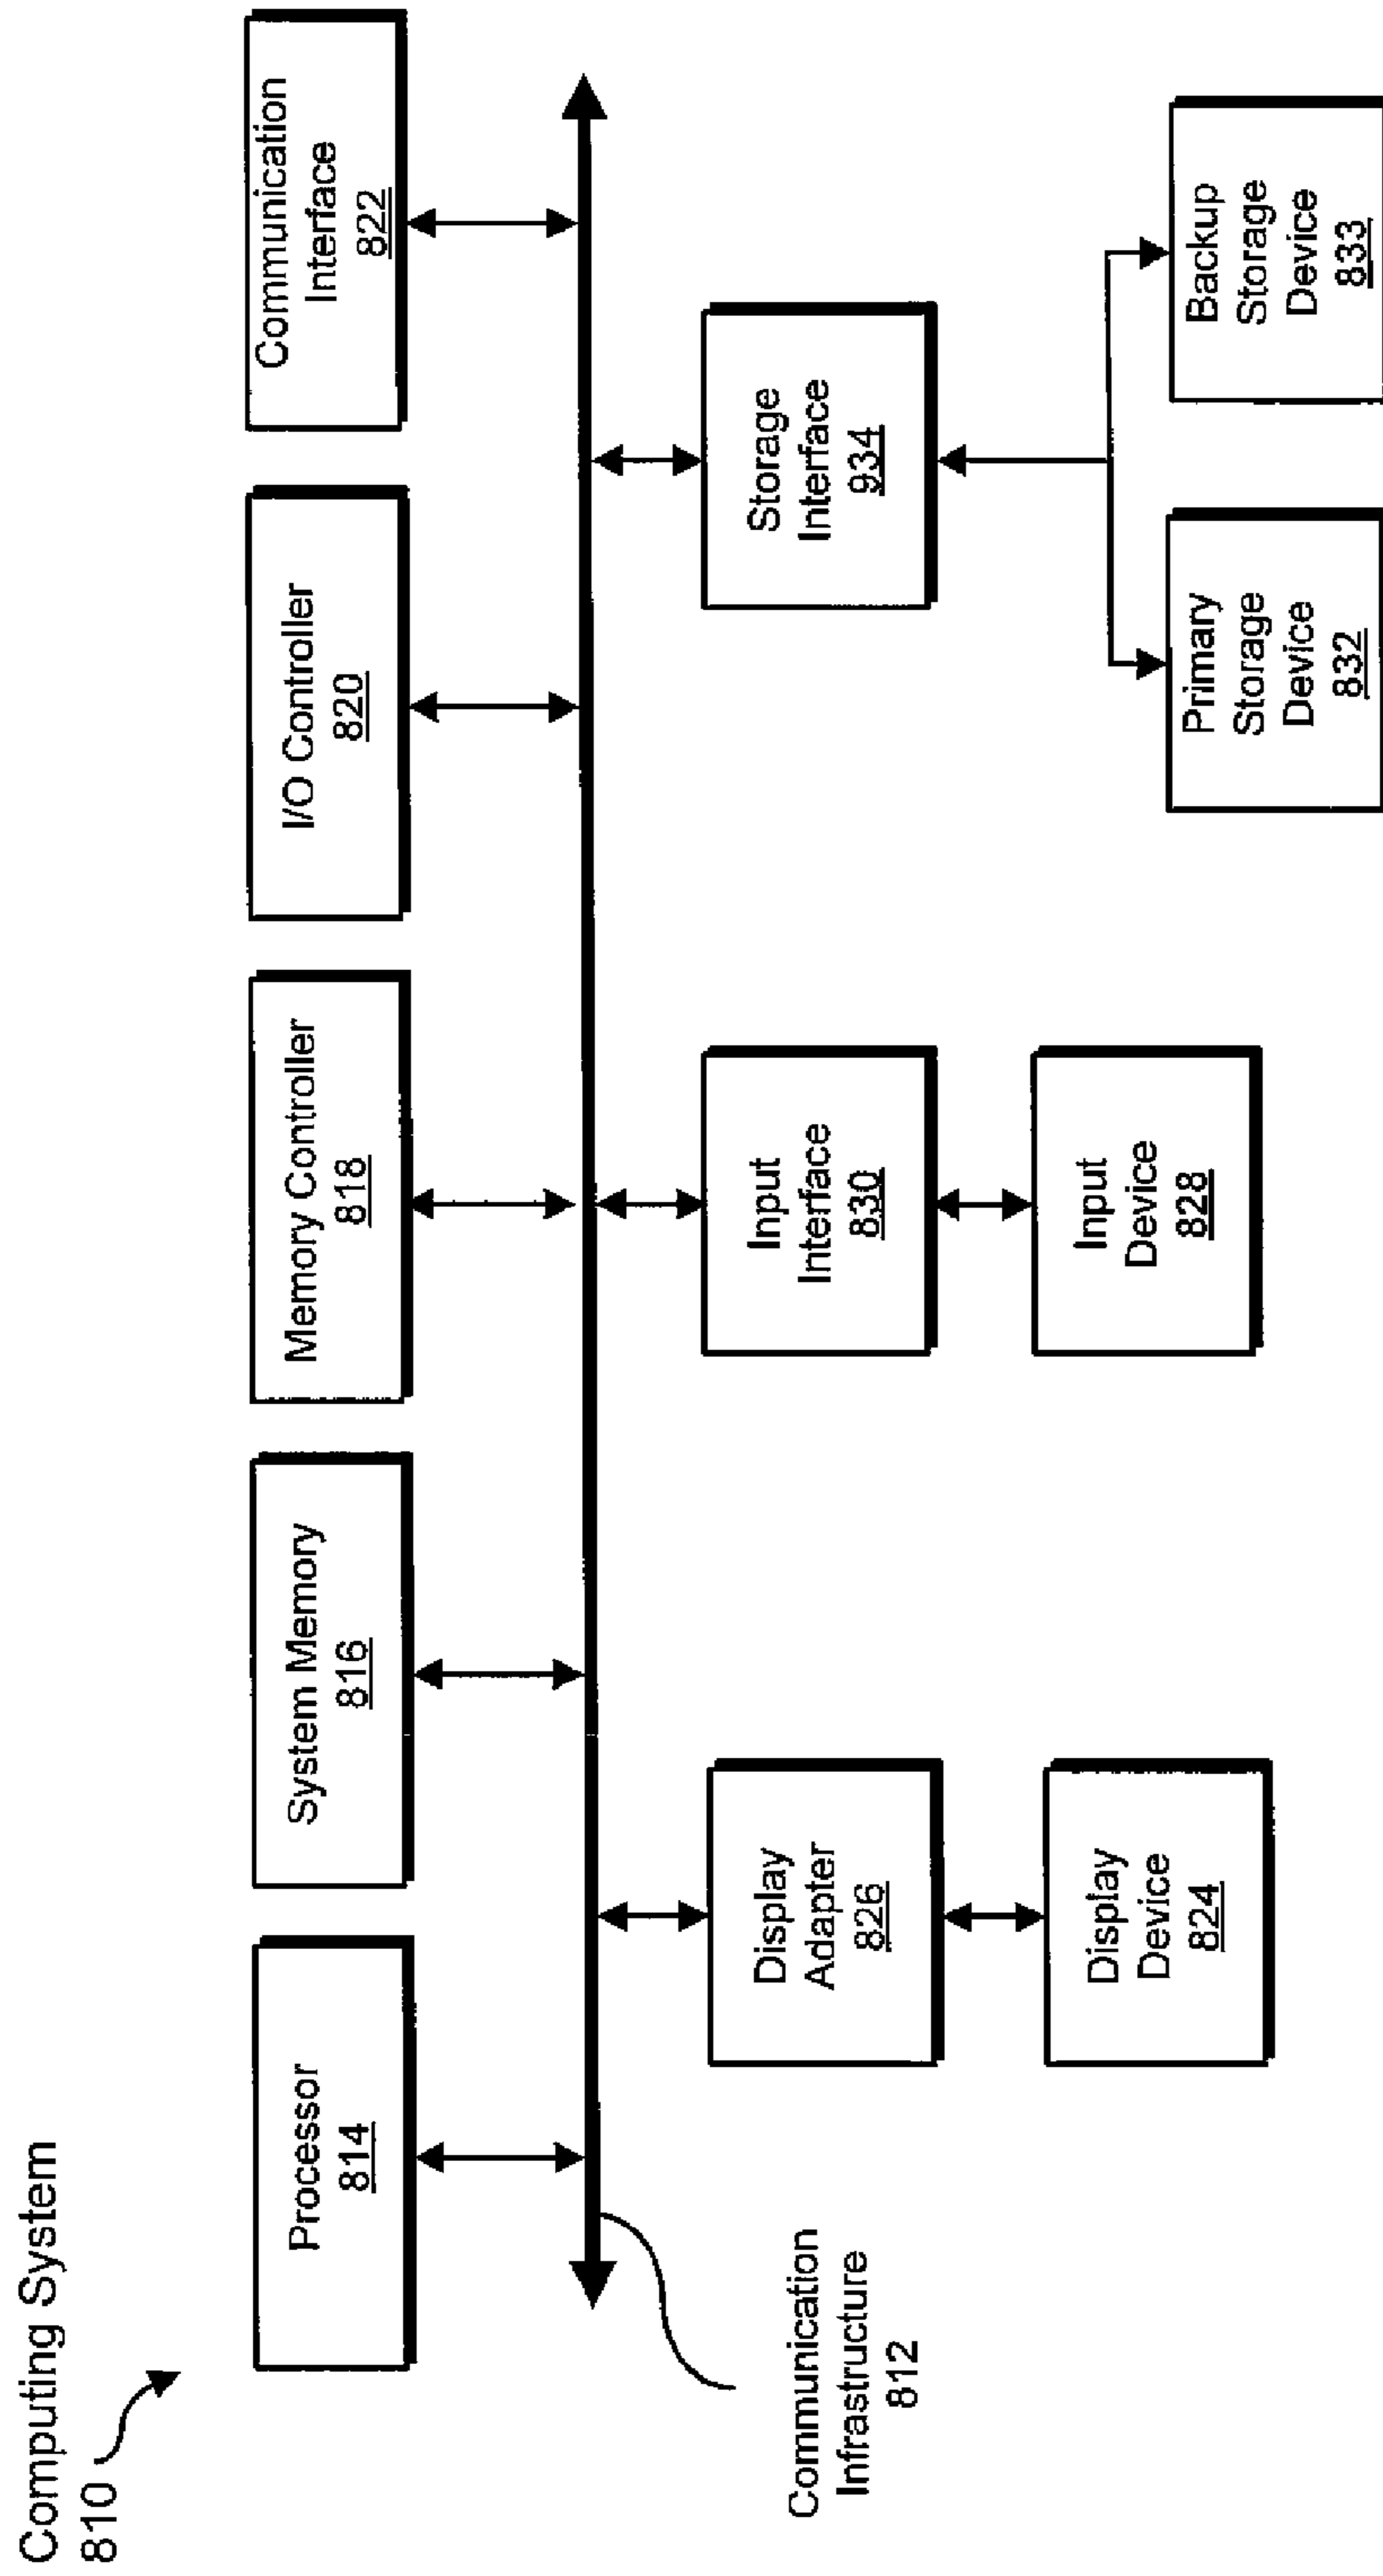 Computing System
810
Processor
814
System Memory
816
Memory Controller
818
I/O Controller
820
Communication
Interface
822
Communication
Infrastructure
812
Display
Adapter
826
Input
Interface
830
Storage
Interface
934
Display
Device
824
Input
Device
828
Primary
Storage
Device
832
Backup
Storage
Device
833